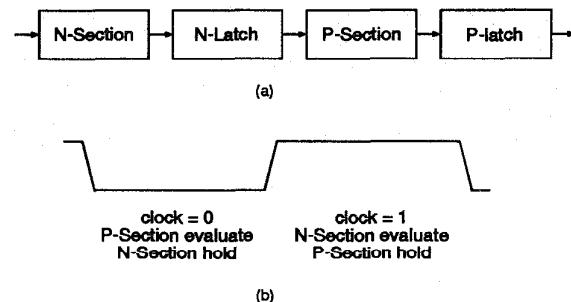 N-Section N-Latch P-Section P-latch
(a)
clock = 0 clock = 1
P-Section evaluate N-Section evaluate
N-Section hold P-Section hold
(b)